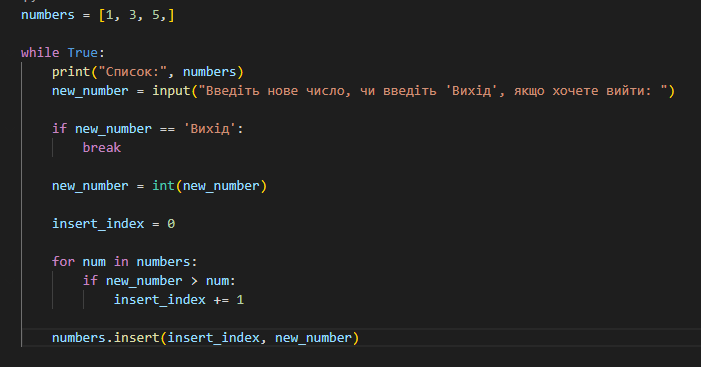 numbers = [1, 3, 5,]
while True:
    print("Список:", numbers)
    new_number = input("Введіть нове число, чи введіть 'Вихід', якщо хочете вийти: ")
    if new_number == 'Вихід':
        break
    new_number = int(new_number)
    insert_index = 0
    for num in numbers:
        if new_number > num:
            insert_index += 1
    numbers.insert(insert_index, new_number)